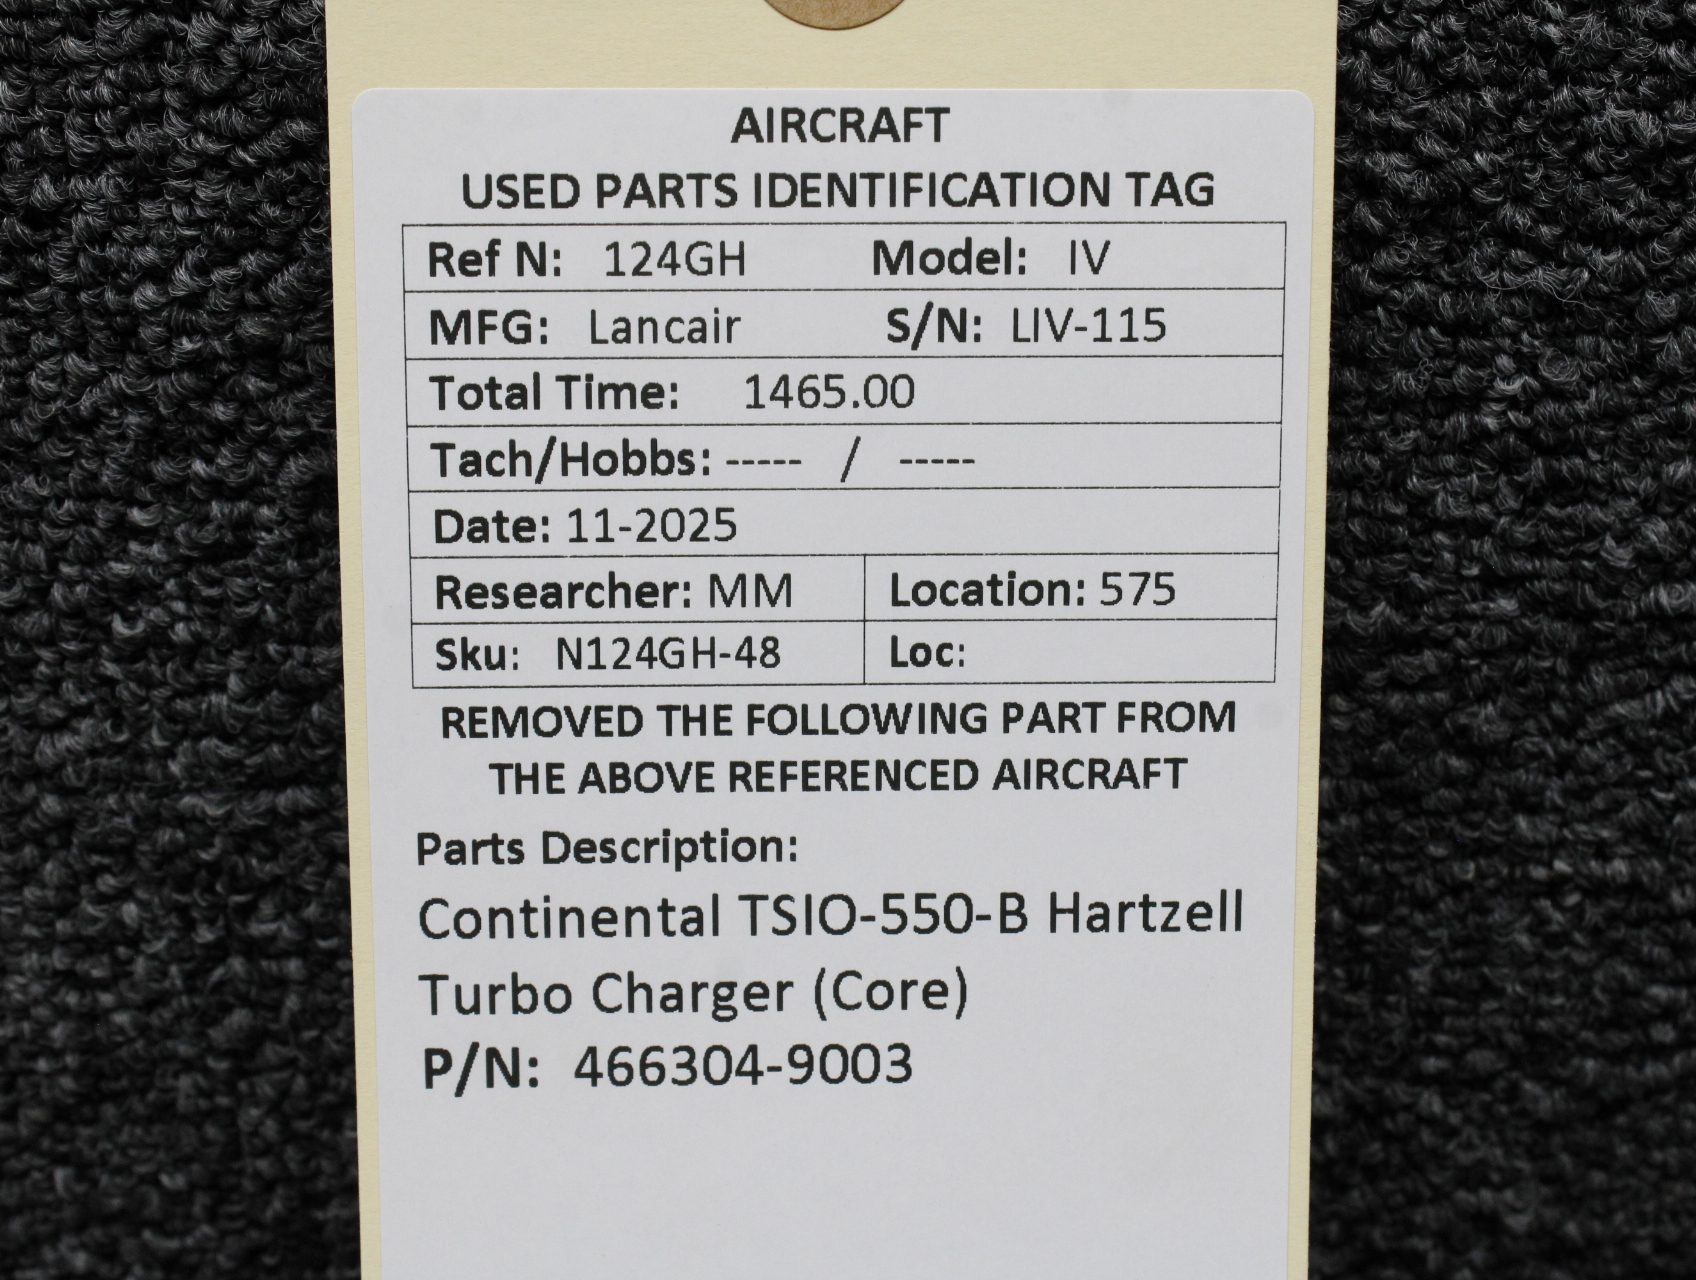 AIRCRAFT
USED PARTS IDENTIFICATION TAG
Ref N: 124GH Model: IV
MFG: Lancair S/N: LIV-115
Total Time: 1465.00
Tach/Hobbs: ----- / -----
Date: 11-2025
Researcher: MM Location: 575
Sku: N124GH-48 Loc:
REMOVED THE FOLLOWING PART FROM
THE ABOVE REFERENCED AIRCRAFT
Parts Description:
Continental TSIO-550-B Hartzell
Turbo Charger (Core)
P/N: 466304-9003